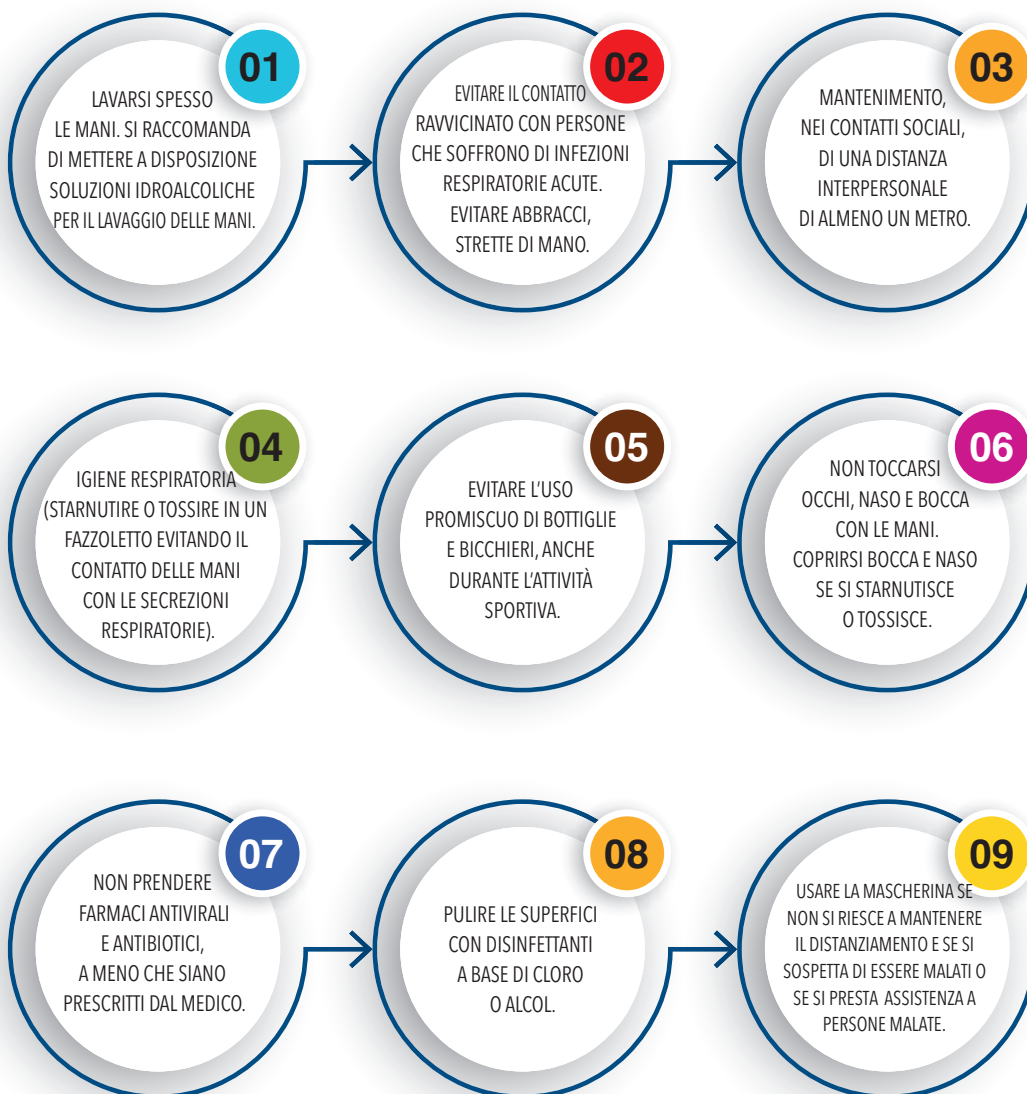 01
LAVARSI SPESSO
LE MANI. SI RACCOMANDA
DI METTERE A DISPOSIZIONE
SOLUZIONI IDROALCOLICHE
PER IL LAVAGGIO DELLE MANI.
02
EVITARE IL CONTATTO
RAVVICINATO CON PERSONE
CHE SOFFRONO DI INFEZIONI
RESPIRATORIE ACUTE.
EVITARE ABBRACCI,
STRETTE DI MANO.
03
MANTENIMENTO,
NEI CONTATTI SOCIALI,
DI UNA DISTANZA
INTERPERSONALE
DI ALMENO UN METRO.
04
IGIENE RESPIRATORIA
(STARNUTIRE O TOSSIRE IN UN
FAZZOLETTO EVITANDO IL
CONTATTO DELLE MANI
CON LE SECREZIONI
RESPIRATORIE).
05
EVITARE L'USO
PROMISCUO DI BOTTIGLIE
E BICCHIERI, ANCHE
DURANTE L'ATTIVITÀ
SPORTIVA.
06
NON TOCCARSI
OCCHI, NASO E BOCCA
CON LE MANI.
COPRIRSI BOCCA E NASO
SE SI STARNUTISCE
O TOSSISCE.
07
NON PRENDERE
FARMACI ANTIVIRALI
E ANTIBIOTICI,
A MENO CHE SIANO
PRESCRITTI DAL MEDICO.
08
PULIRE LE SUPERFICI
CON DISINFETTANTI
A BASE DI CLORO
O ALCOL.
09
USARE LA MASCHERINA SE
NON SI RIESCE A MANTENERE
IL DISTANZIAMENTO E SE SI
SOSPETTA DI ESSERE MALATI O
SE SI PRESTA ASSISTENZA A
PERSONE MALATE.